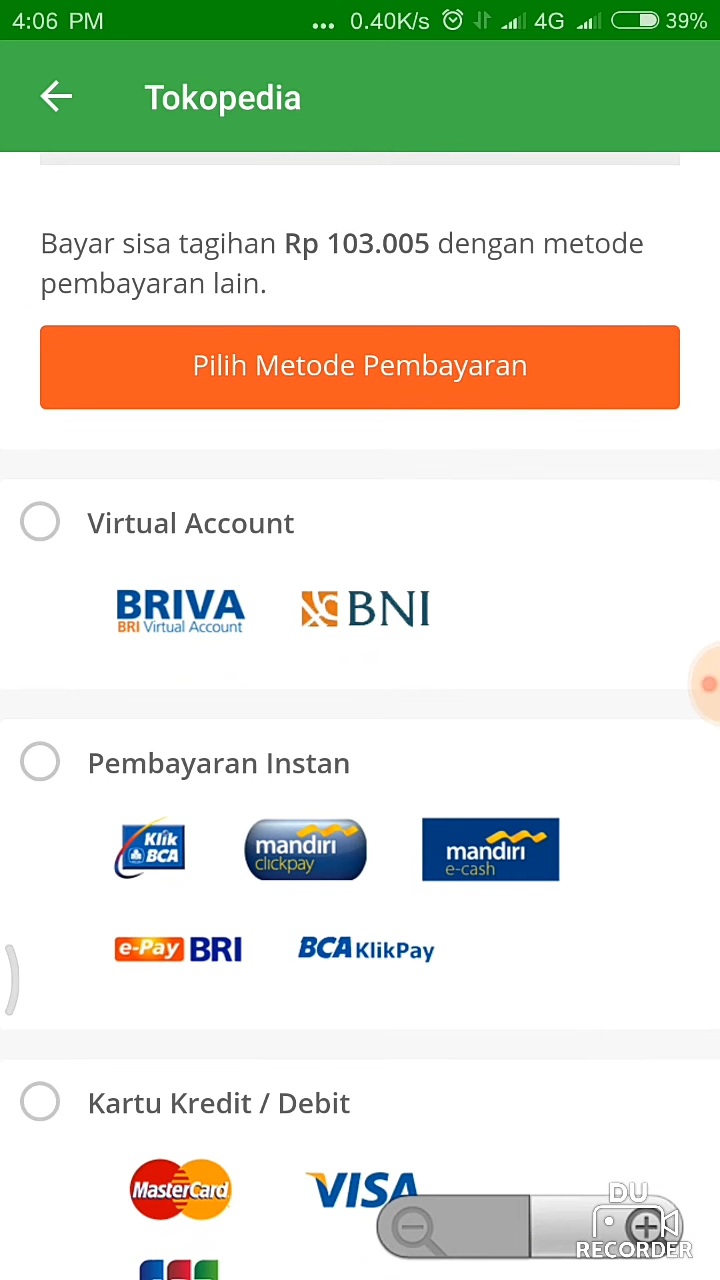 4:06 PM ... 0.40K/s 4G 39%
Tokopedia
Bayar sisa tagihan Rp 103.005 dengan metode
pembayaran lain.
Pilih Metode Pembayaran
Virtual Account
BRIVA BNI
BRI Virtual Account
Pembayaran Instan
Klik BCA mandiri clickpay mandiri e-cash
e-Pay BRI BCA KlikPay
Kartu Kredit / Debit
MasterCard VISA
DU
RECORDER